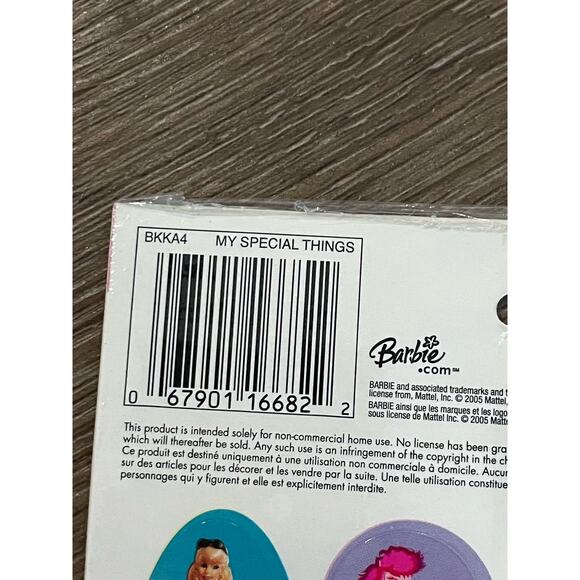 BKKA4 MY SPECIAL THINGS
0 67901 16682 2
Barbie
.com℠
BARBIE and associated trademarks and
license from, Mattel, Inc. © 2005 Mattel,
BARBIE ainsi que les marques et les logo
sous license de Mattel, Inc. © 2005 Matt
This product is intended solely for non-commercial home use. No license has been gra
which will thereafter be sold. Any such use is an infringement of the copyright in the ch
Ce produit est destiné uniquement à une utilisation non commerciale à domicile. Aucur
sur des articles pour les décorer et les vendre par la suite. Une telle utilisation constitue
personnages qui y figurent et elle est explicitement interdite.